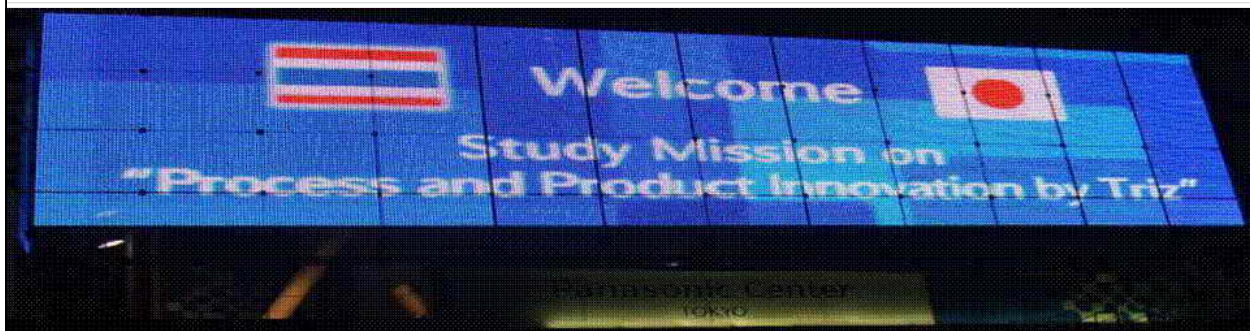 Welcome
Study Mission on
"Process and Product Innovation by Triz"
Panasonic Center
TOKYO